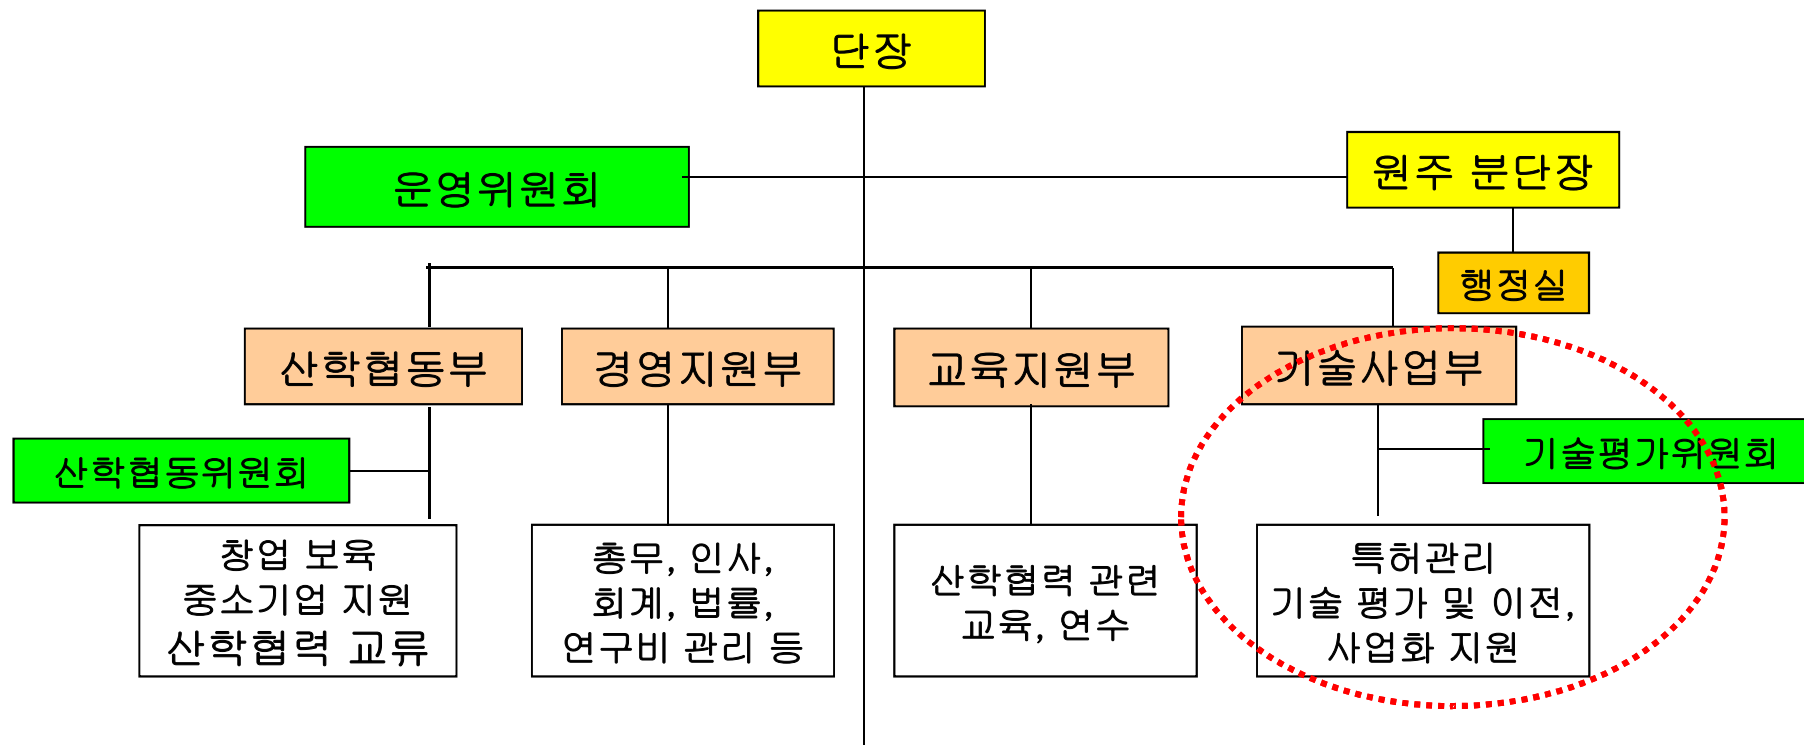 단장
운영위원회
원주 분단장
행정실
산학협동부
경영지원부
교육지원부
기술사업부
산학협동위원회
기술평가위원회
창업 보육
중소기업 지원
산학협력 교류
총무, 인사,
회계, 법률,
연구비 관리 등
산학협력 관련
교육, 연수
특허관리
기술 평가 및 이전,
사업화 지원